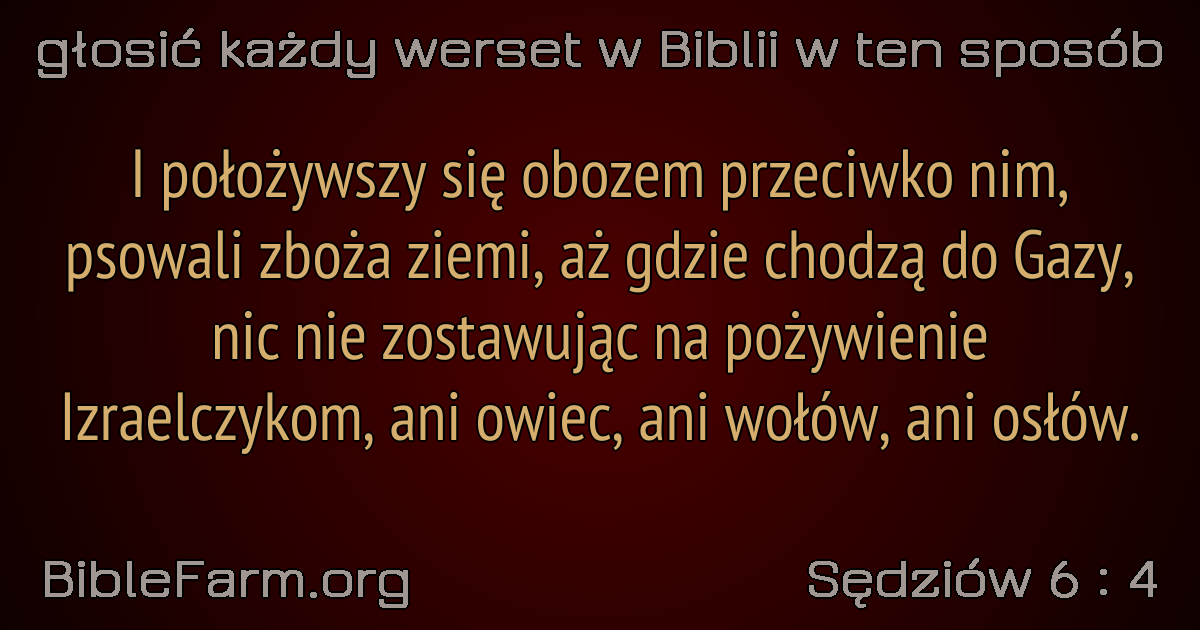 głosić każdy werset w Biblii w ten sposób
I położywszy się obozem przeciwko nim,
psowali zboża ziemi, aż gdzie chodzą do Gazy,
nic nie zostawując na pożywienie
Izraelczykom, ani owiec, ani wołów, ani osłów.
BibleFarm.org
Sędziów 6 : 4